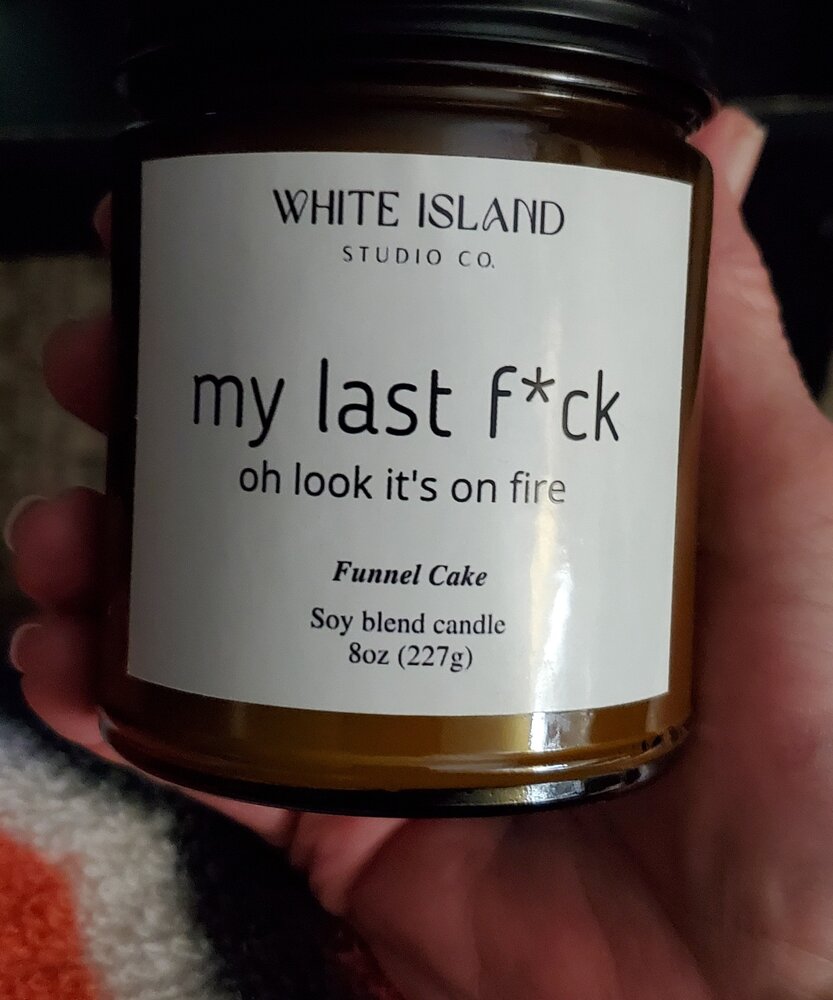 WHITE ISLAND
STUDIO CO.
my last f*ck
oh look it's on fire
Funnel Cake
Soy blend candle
8oz (227g)